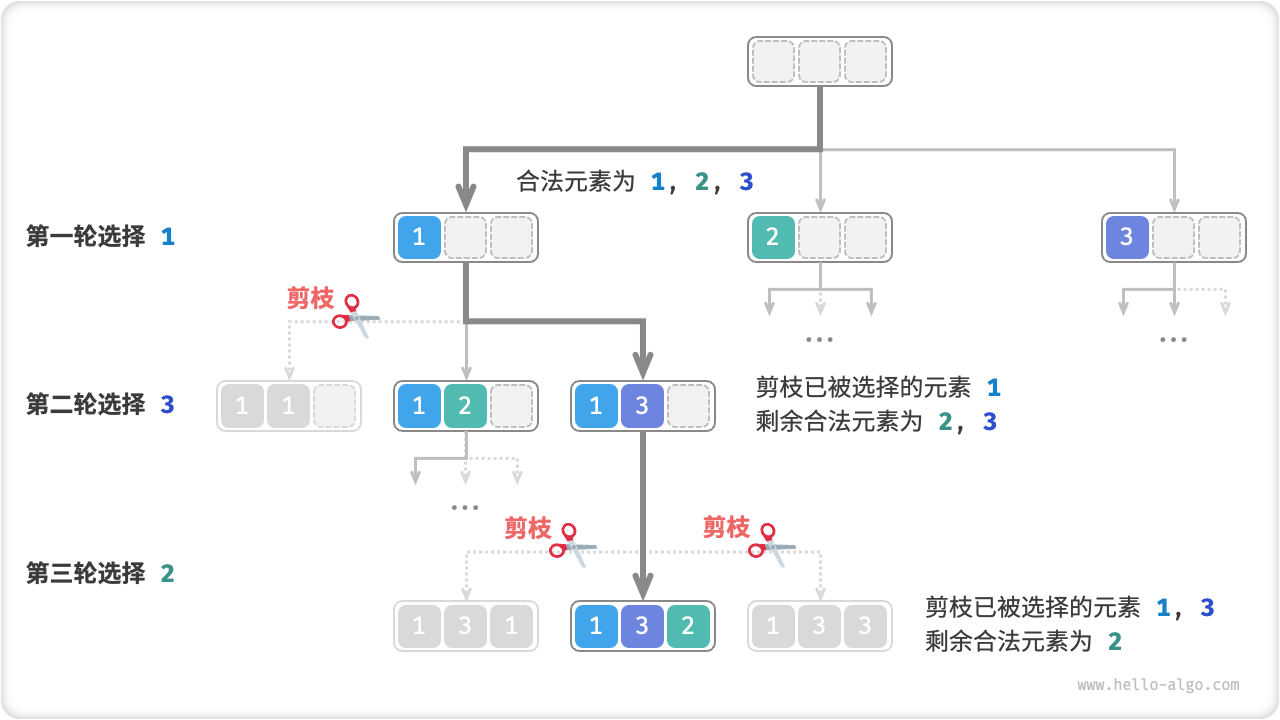 合法元素为 1, 2, 3
第一轮选择 1
1
2
3
剪枝
...
...
第二轮选择 3
1 1
1 2
1 3
剪枝已被选择的元素 1
剩余合法元素为 2, 3
...
剪枝
剪枝
第三轮选择 2
1 3 1
1 3 2
1 3 3
剪枝已被选择的元素 1, 3
剩余合法元素为 2
www.hello-algo.com